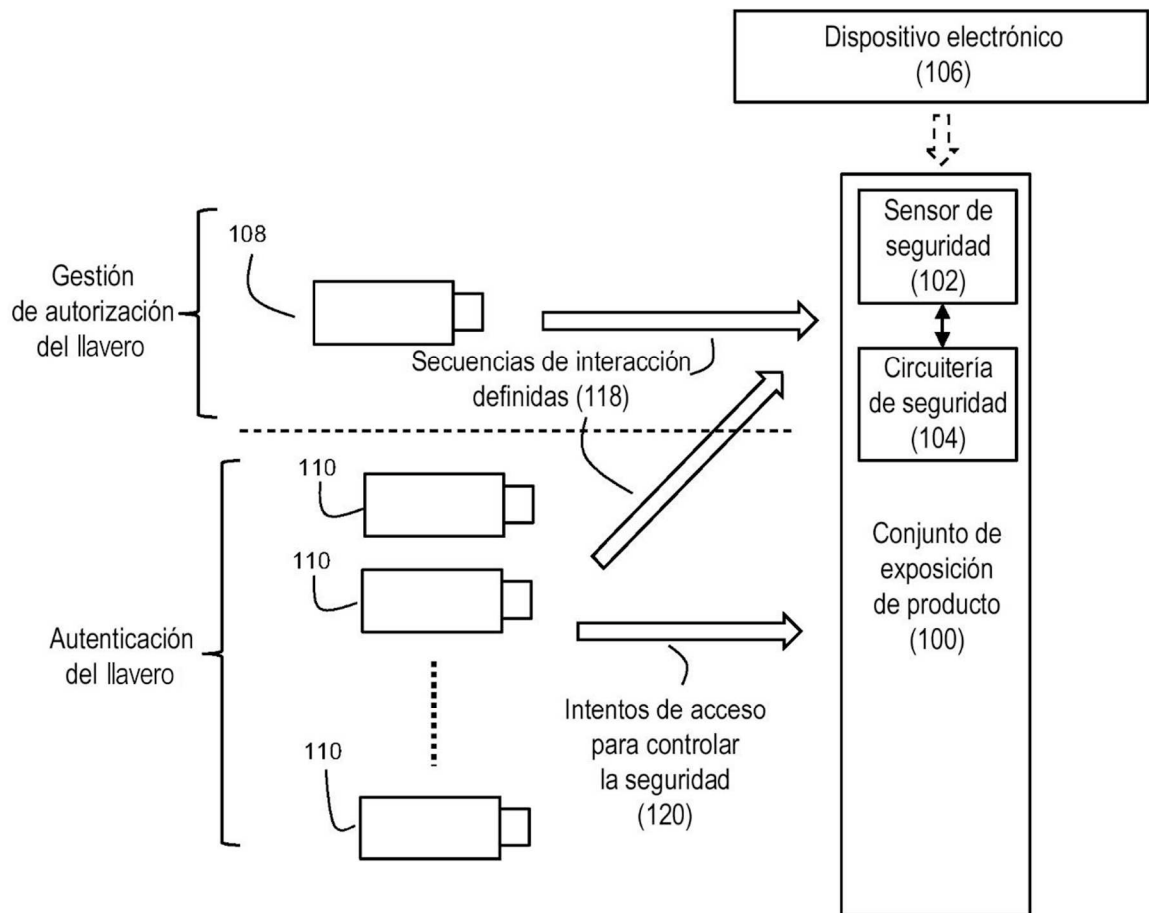 Dispositivo electrónico
(106)
Sensor de
seguridad
(102)
108
Gestión
de autorización
del llavero
Secuencias de interacción
definidas (118)
Circuitería
de seguridad
(104)
110
110
Autenticación
del llavero
Conjunto de
exposición
de producto
(100)
Intentos de acceso
para controlar
la seguridad
(120)
110